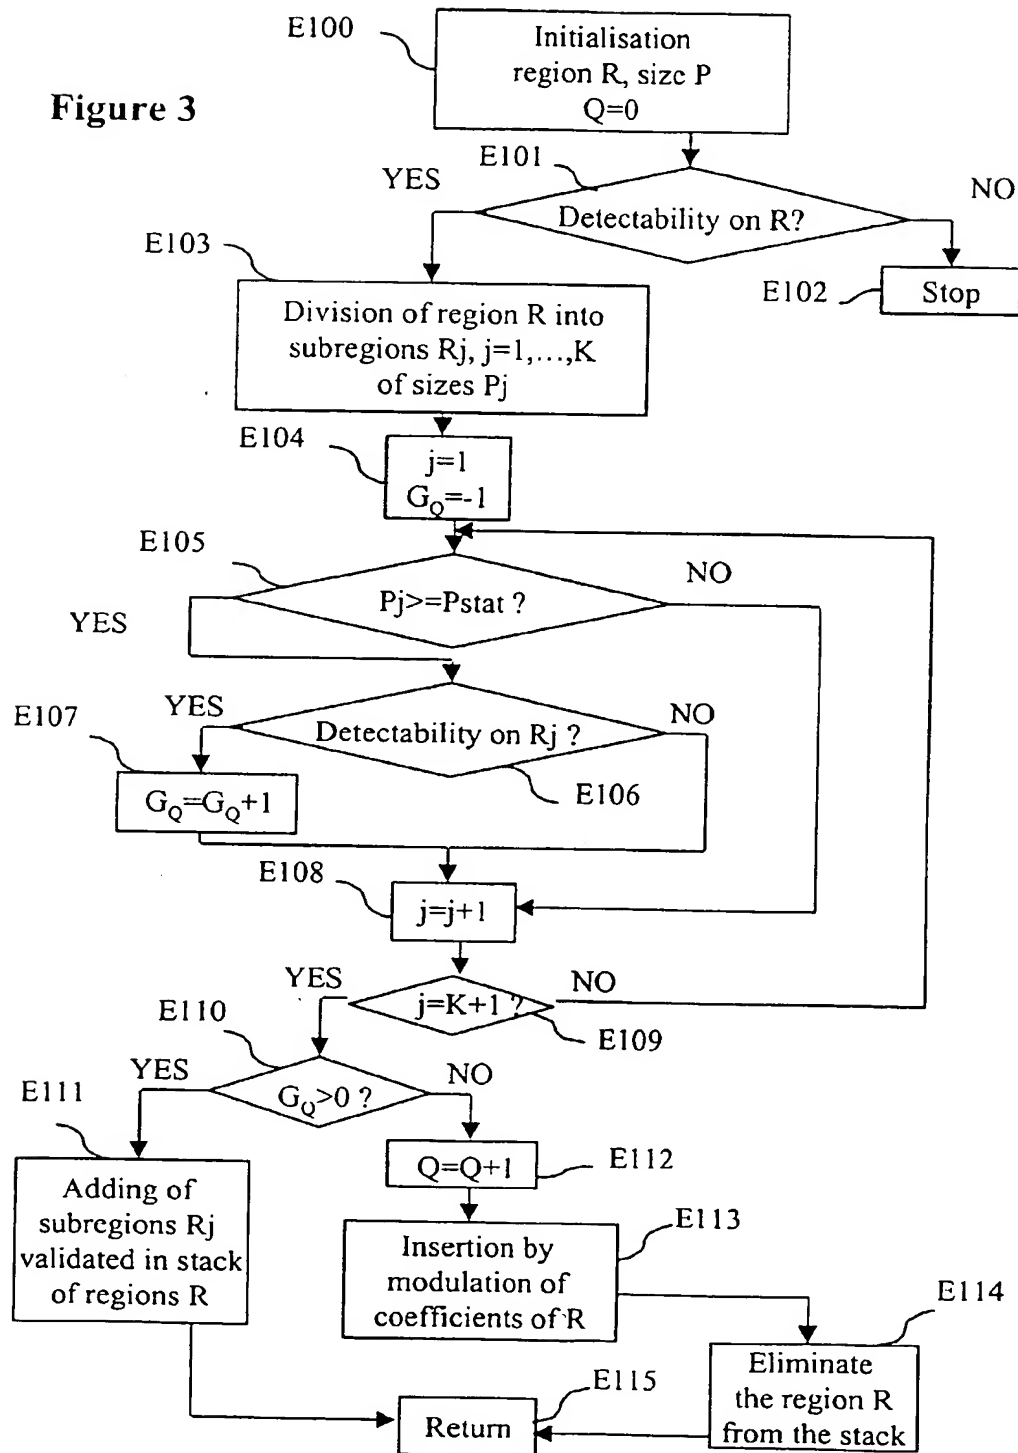 E100
Initialisation
region R, size P
Q=0
Figure 3
E101
YES
NO
Detectability on R?
E103
E102
Stop
Division of region R into
subregions Rj, j=1,...,K
of sizes Pj
E104
j=1
G_Q=-1
E105
NO
Pj>=Pstat ?
YES
E107
YES
NO
Detectability on Rj ?
E106
G_Q=G_Q+1
E108
j=j+1
YES
NO
j=K+1 ?
E110
E109
YES
NO
G_Q>0 ?
E111
Q=Q+1
E112
Adding of
subregions Rj
validated in stack
of regions R
E113
Insertion by
modulation of
coefficients of R
E114
Eliminate
the region R
from the stack
E115
Return